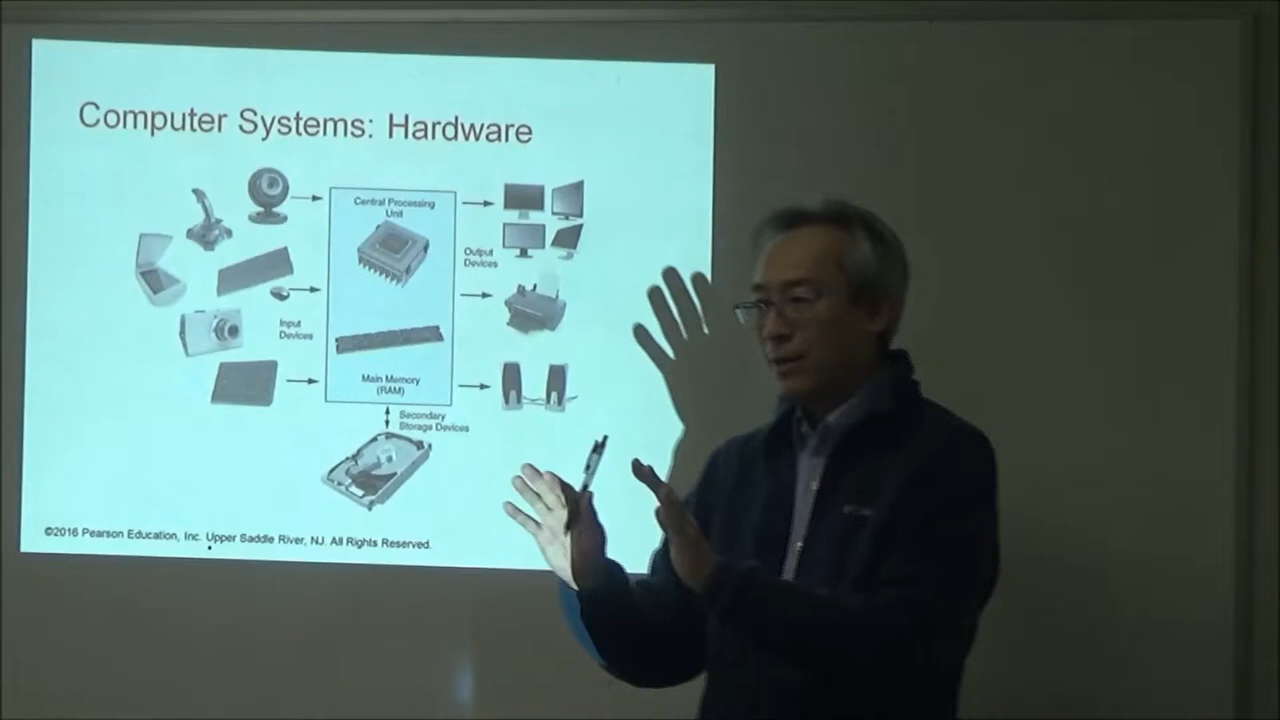 Computer Systems: Hardware
Central Processing
Unit
Output
Devices
Input
Devices
Main Memory
(RAM)
Secondary
Storage Devices
©2016 Pearson Education, Inc. Upper Saddle River, NJ. All Rights Reserved.